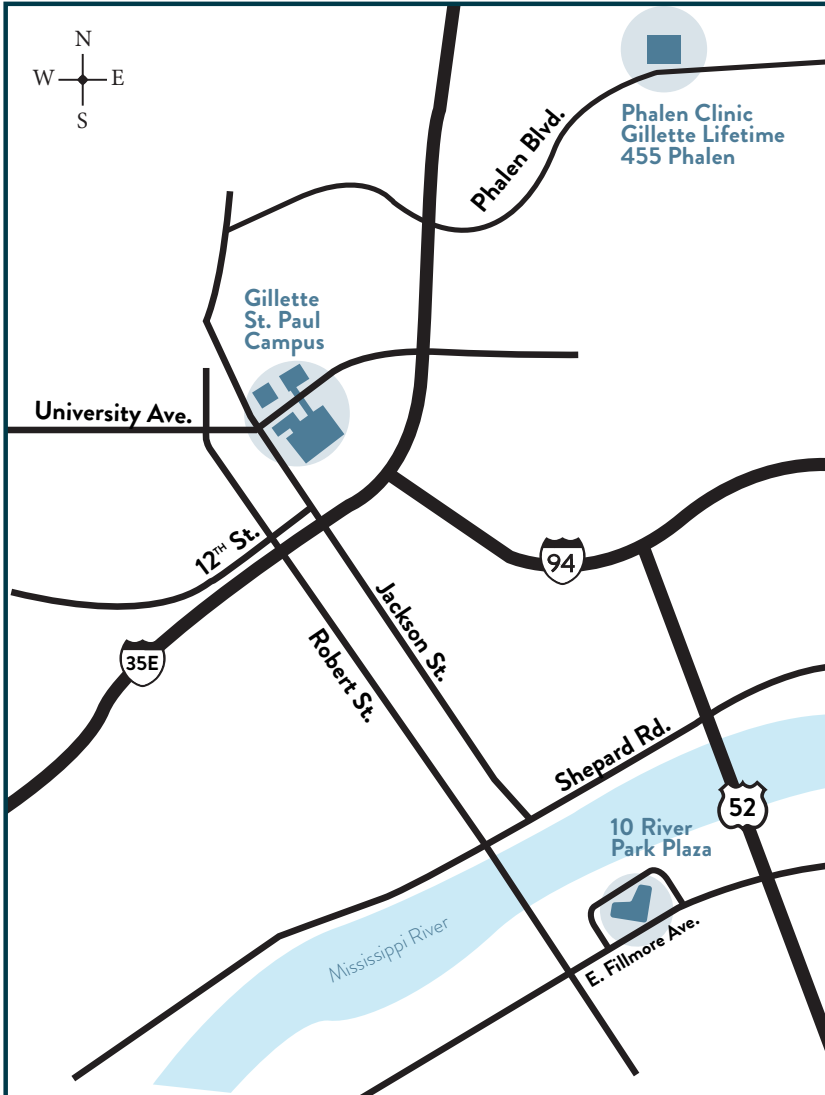 N
W E
S
Phalen Clinic
Gillette Lifetime
455 Phalen
Phalen Blvd.
Gillette
St. Paul
Campus
University Ave.
12TH St.
94
Jackson St.
35E
Robert St.
Shepard Rd.
52
10 River
Park Plaza
Mississippi River
E. Fillmore Ave.